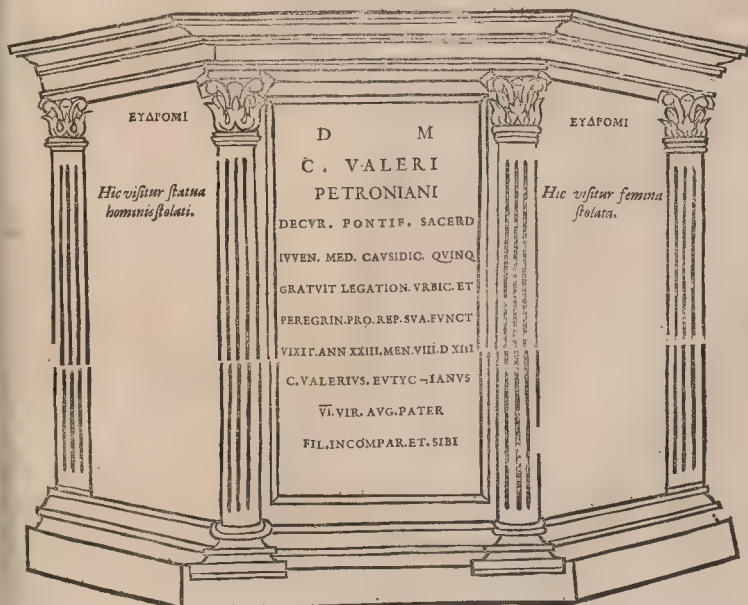 ΕΥΔΡΟΜΙ
Hic visitur statua
hominis stolati.
D M
C. VALERI
PETRONIANI
DECVR. PONTIF. SACERD
IVVEN. MED. CAVSIDIC. QVINQ
GRATVIT LEGATION. VRBIC. ET
PEREGRIN. PRO. REP. SVA. FVNCT
VIXIT. ANN XXIII. MEN. VIII. D XIII
C. VALERIVS. EVTYC ¬IANVS
V̅I̅. VIR. AVG. PATER
FIL. INCOMPAR. ET. SIBI
ΕΥΔΡΟΜΙ
Hic visitur femina
stolata.